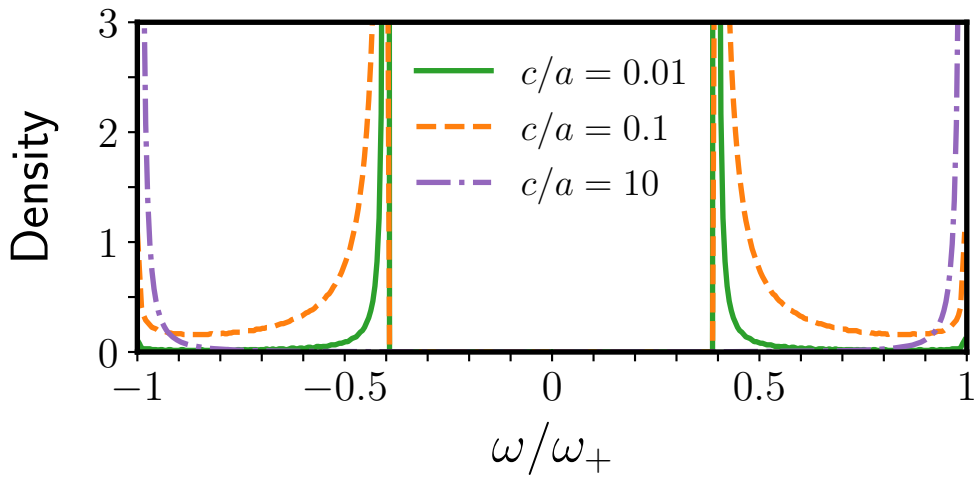 3
2
1
0
Density
c/a = 0.01
c/a = 0.1
c/a = 10
−1 −0.5 0 0.5 1
ω/ω₊